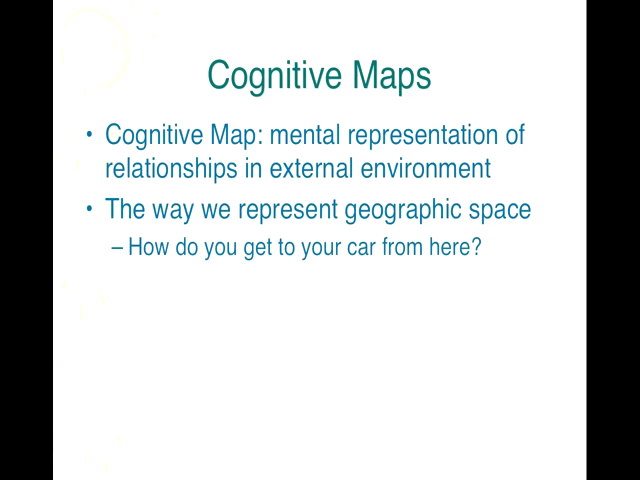 Cognitive Maps
• Cognitive Map: mental representation of
relationships in external environment
• The way we represent geographic space
– How do you get to your car from here?